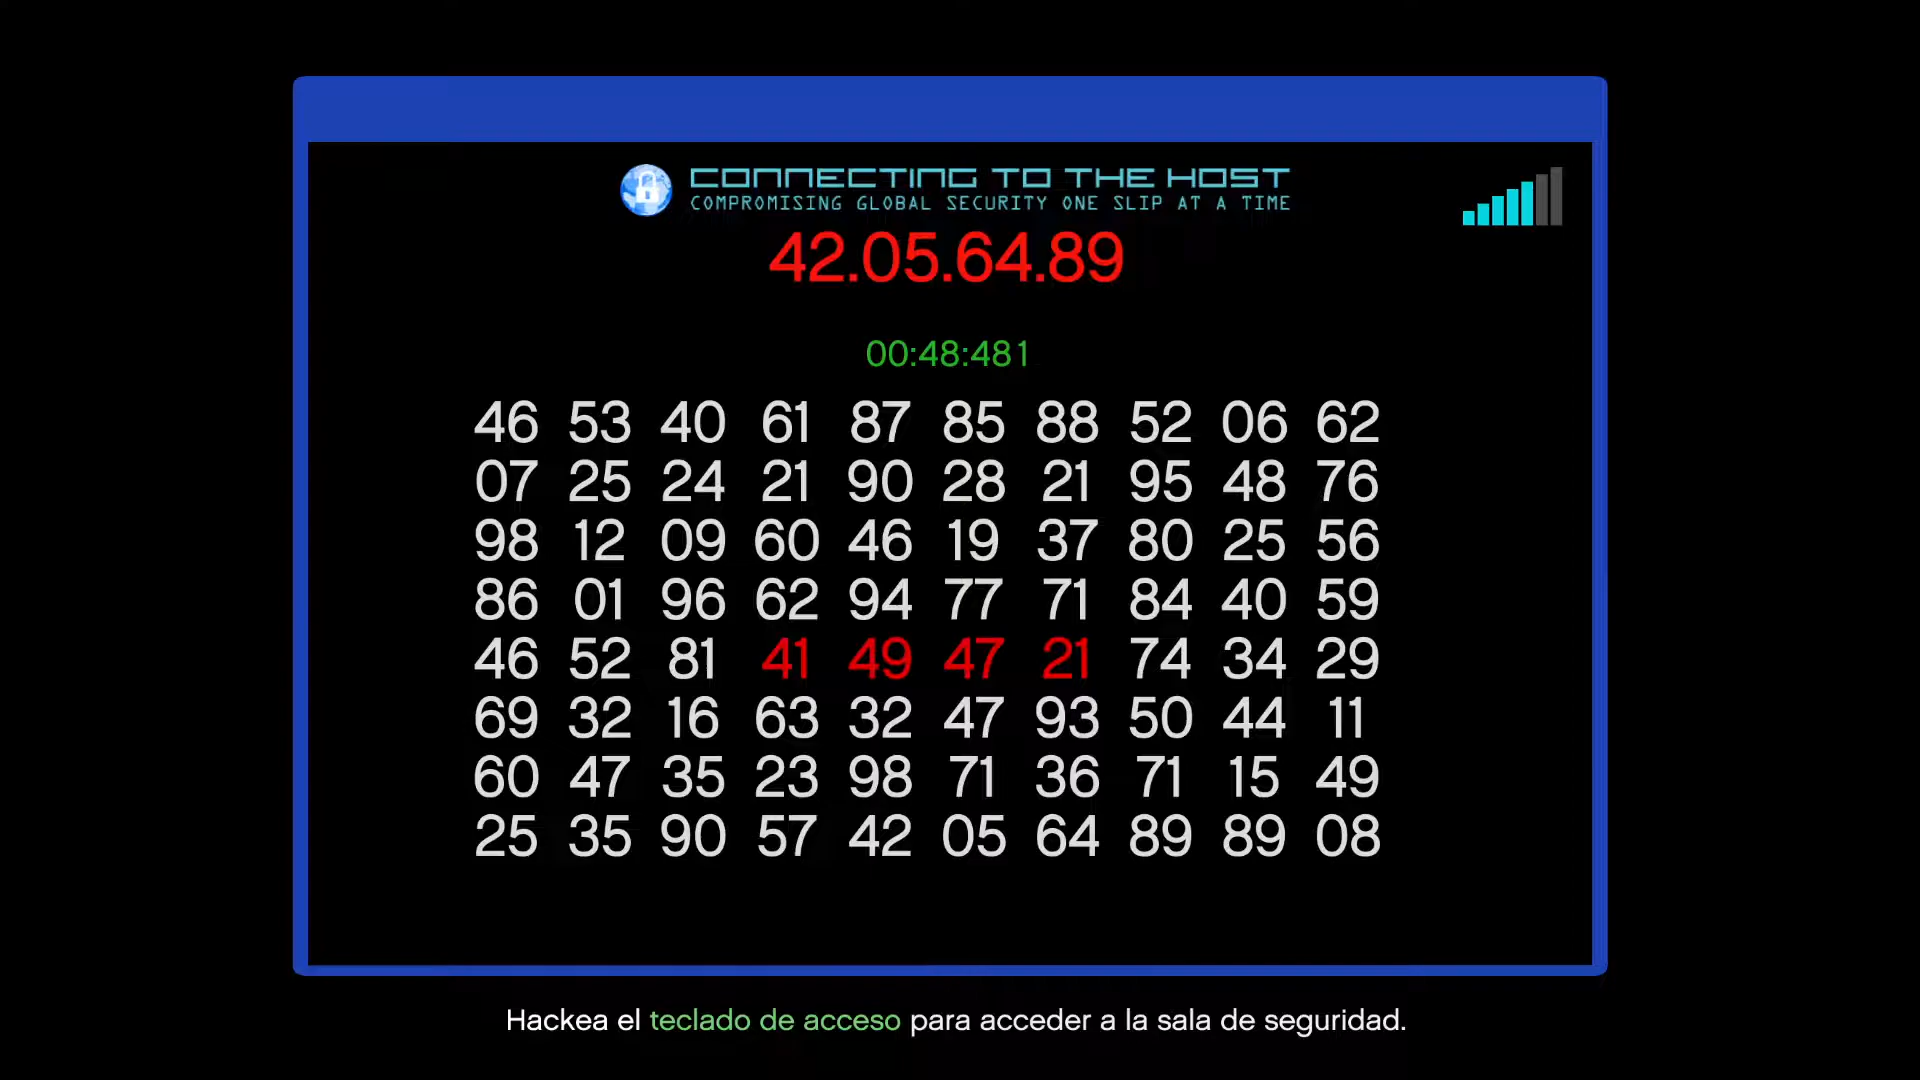 CONNECTING TO THE HOST
COMPROMISING GLOBAL SECURITY ONE SLIP AT A TIME
42.05.64.89
00:48:481
46 53 40 61 87 85 88 52 06 62
07 25 24 21 90 28 21 95 48 76
98 12 09 60 46 19 37 80 25 56
86 01 96 62 94 77 71 84 40 59
46 52 81 41 49 47 21 74 34 29
69 32 16 63 32 47 93 50 44 11
60 47 35 23 98 71 36 71 15 49
25 35 90 57 42 05 64 89 89 08
Hackea el teclado de acceso para acceder a la sala de seguridad.